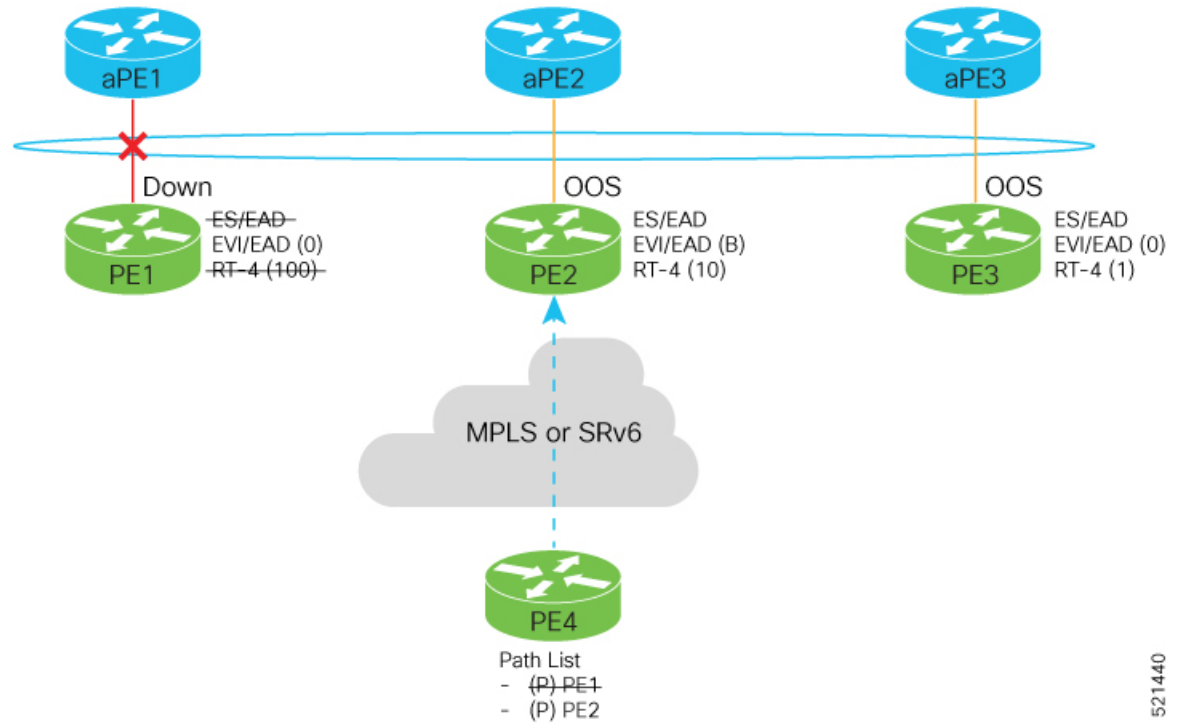 aPE1
aPE2
aPE3
Down
OOS
OOS
ES/EAD
EVI/EAD (0)
RT-4 (100)
PE1
ES/EAD
EVI/EAD (B)
RT-4 (10)
PE2
ES/EAD
EVI/EAD (0)
RT-4 (1)
PE3
MPLS or SRv6
PE4
Path List
- (P) PE1
- (P) PE2
521440